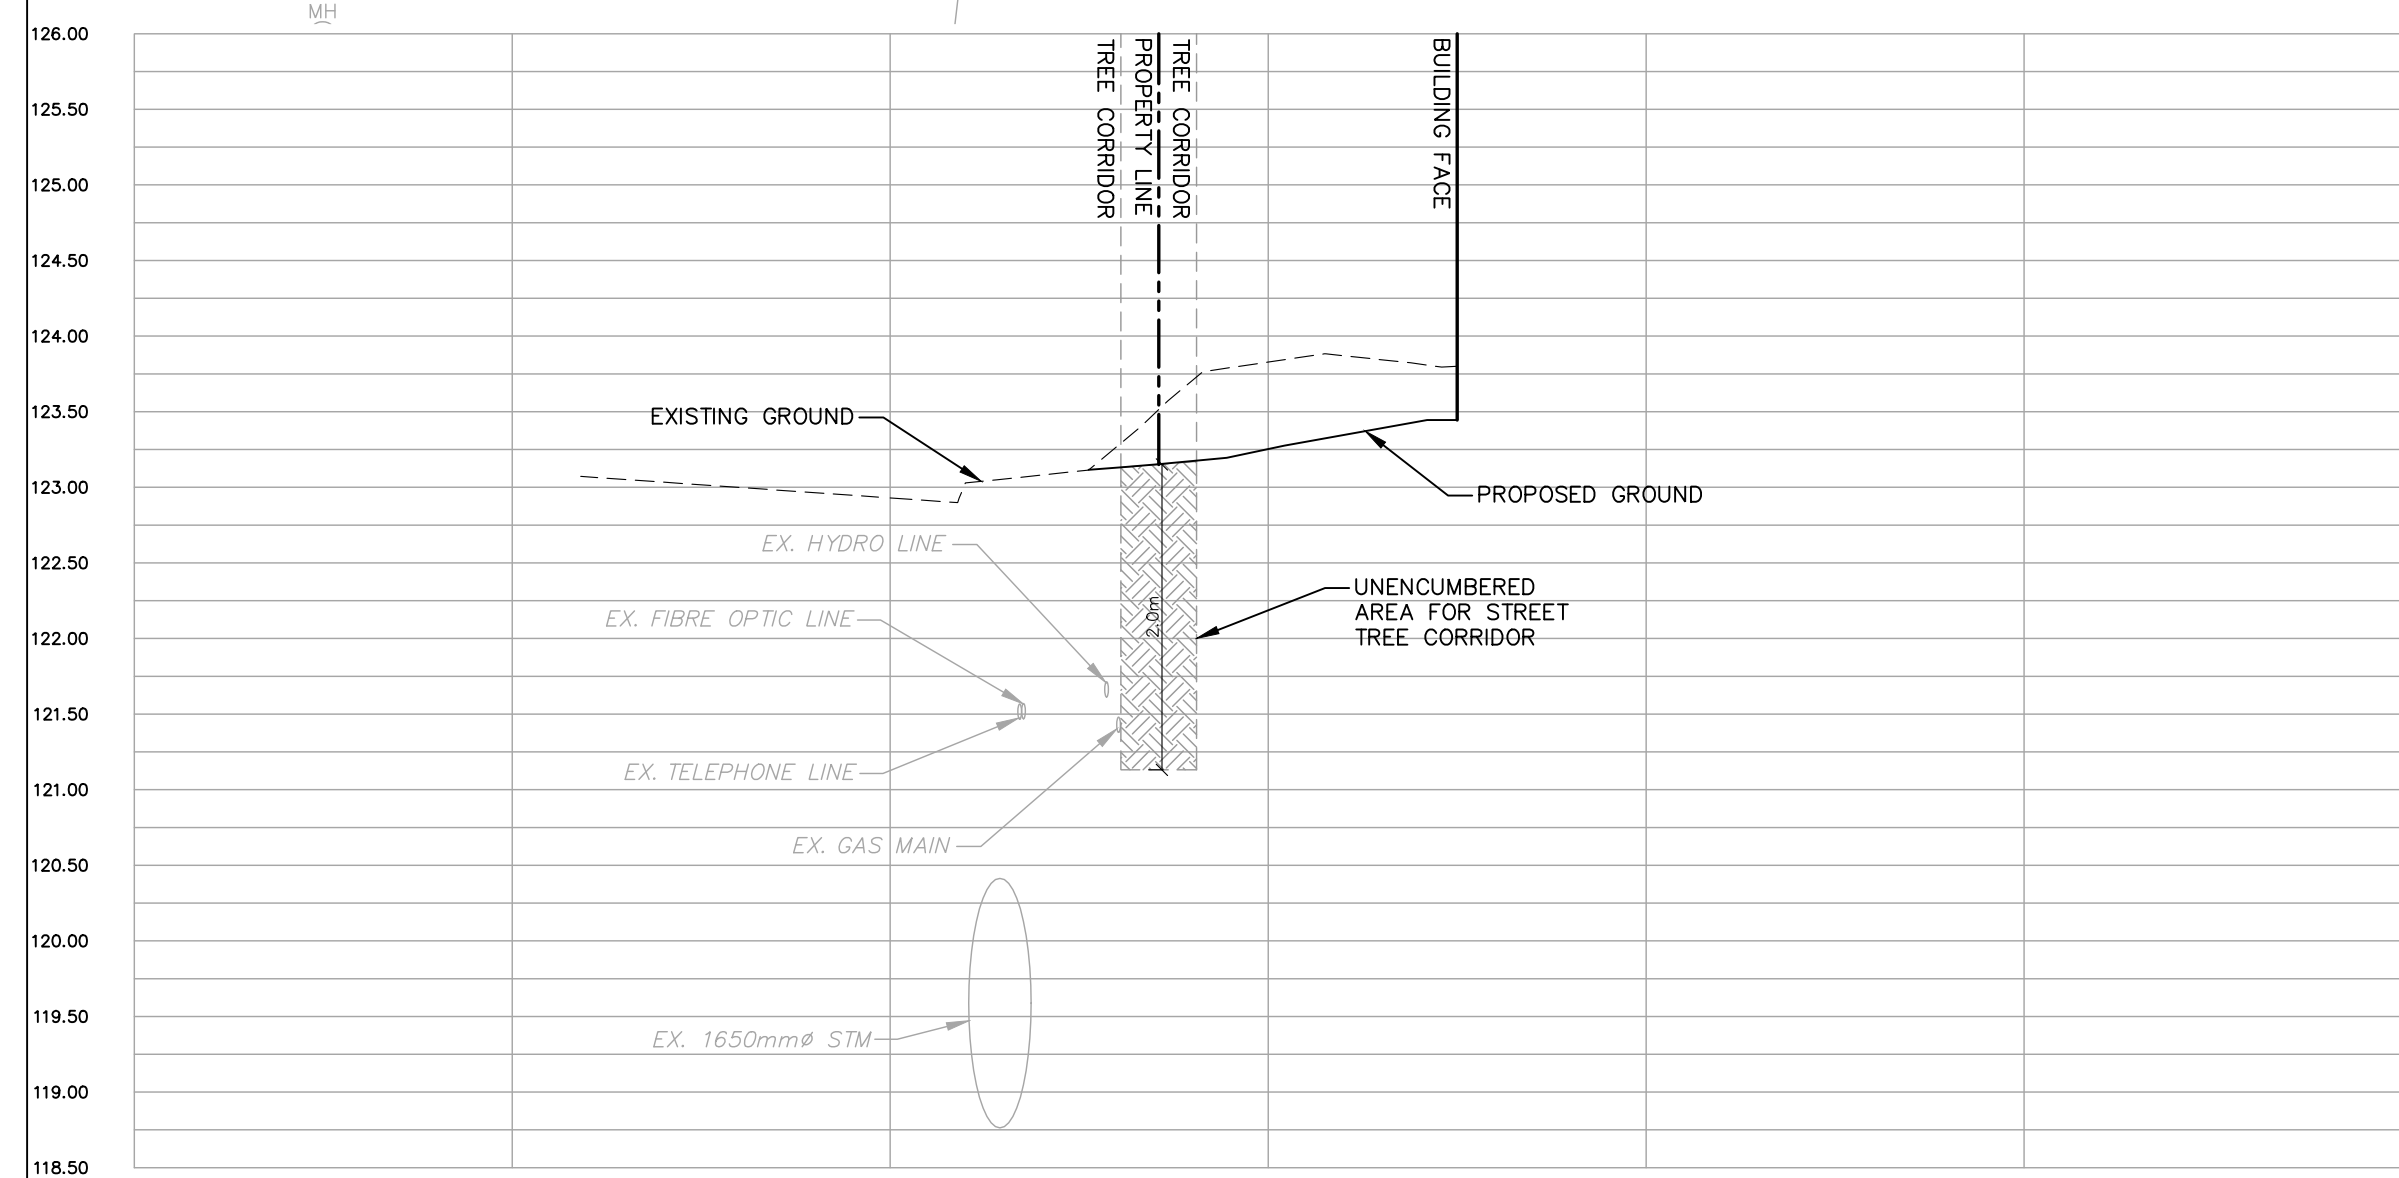 MH
126.00
125.50
125.00
124.50
124.00
123.50
123.00
122.50
122.00
121.50
121.00
120.50
120.00
119.50
119.00
118.50
TREE CORRIDOR
PROPERTY LINE
TREE CORRIDOR
BUILDING FACE
EXISTING GROUND
PROPOSED GROUND
EX. HYDRO LINE
EX. FIBRE OPTIC LINE
2.0m
UNENCUMBERED
AREA FOR STREET
TREE CORRIDOR
EX. TELEPHONE LINE
EX. GAS MAIN
EX. 1650mmø STM